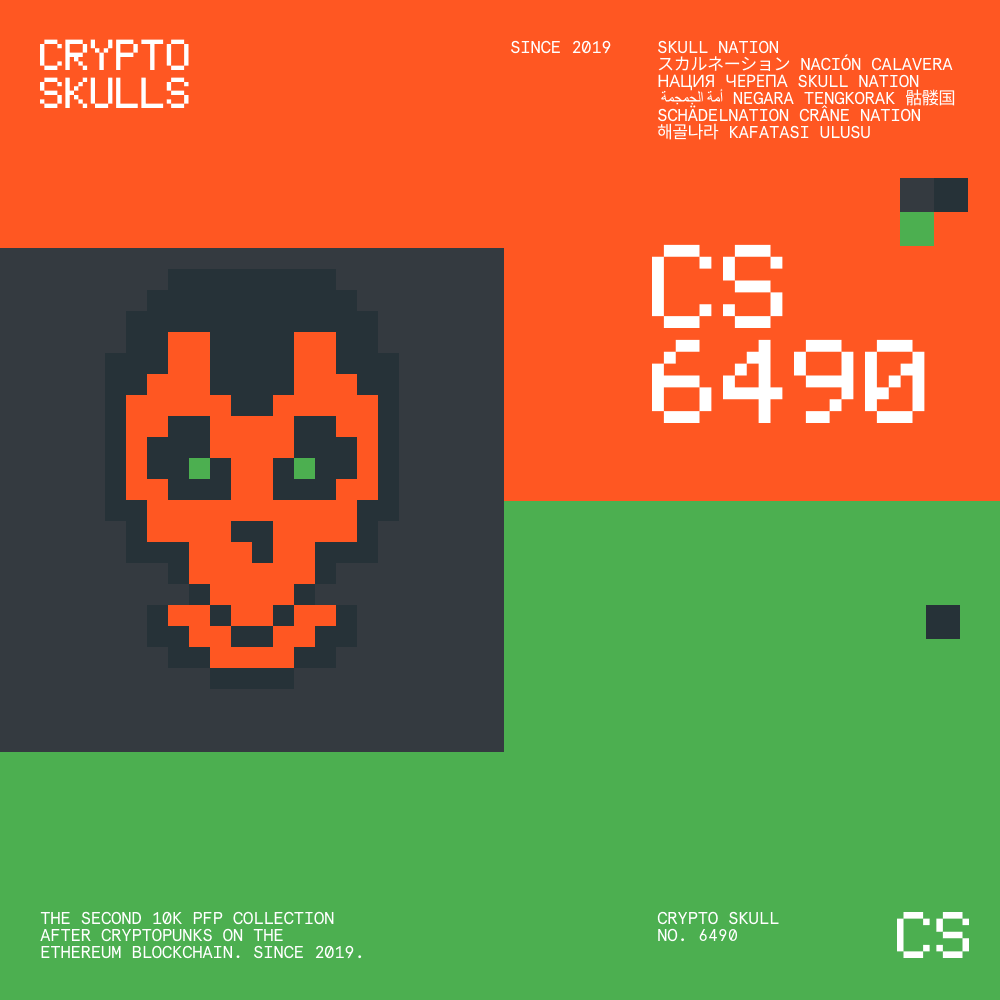 CRYPTO
SKULLS
SINCE 2019
SKULL NATION
スカルネーション NACIÓN CALAVERA
НАЦИЯ ЧЕРЕПА SKULL NATION
أمة الجمجمة NEGARA TENGKORAK 骷髅国
SCHÄDELNATION CRÂNE NATION
해골나라 KAFATASI ULUSU
CS
6490
THE SECOND 10K PFP COLLECTION
AFTER CRYPTOPUNKS ON THE
ETHEREUM BLOCKCHAIN. SINCE 2019.
CRYPTO SKULL
NO. 6490
CS